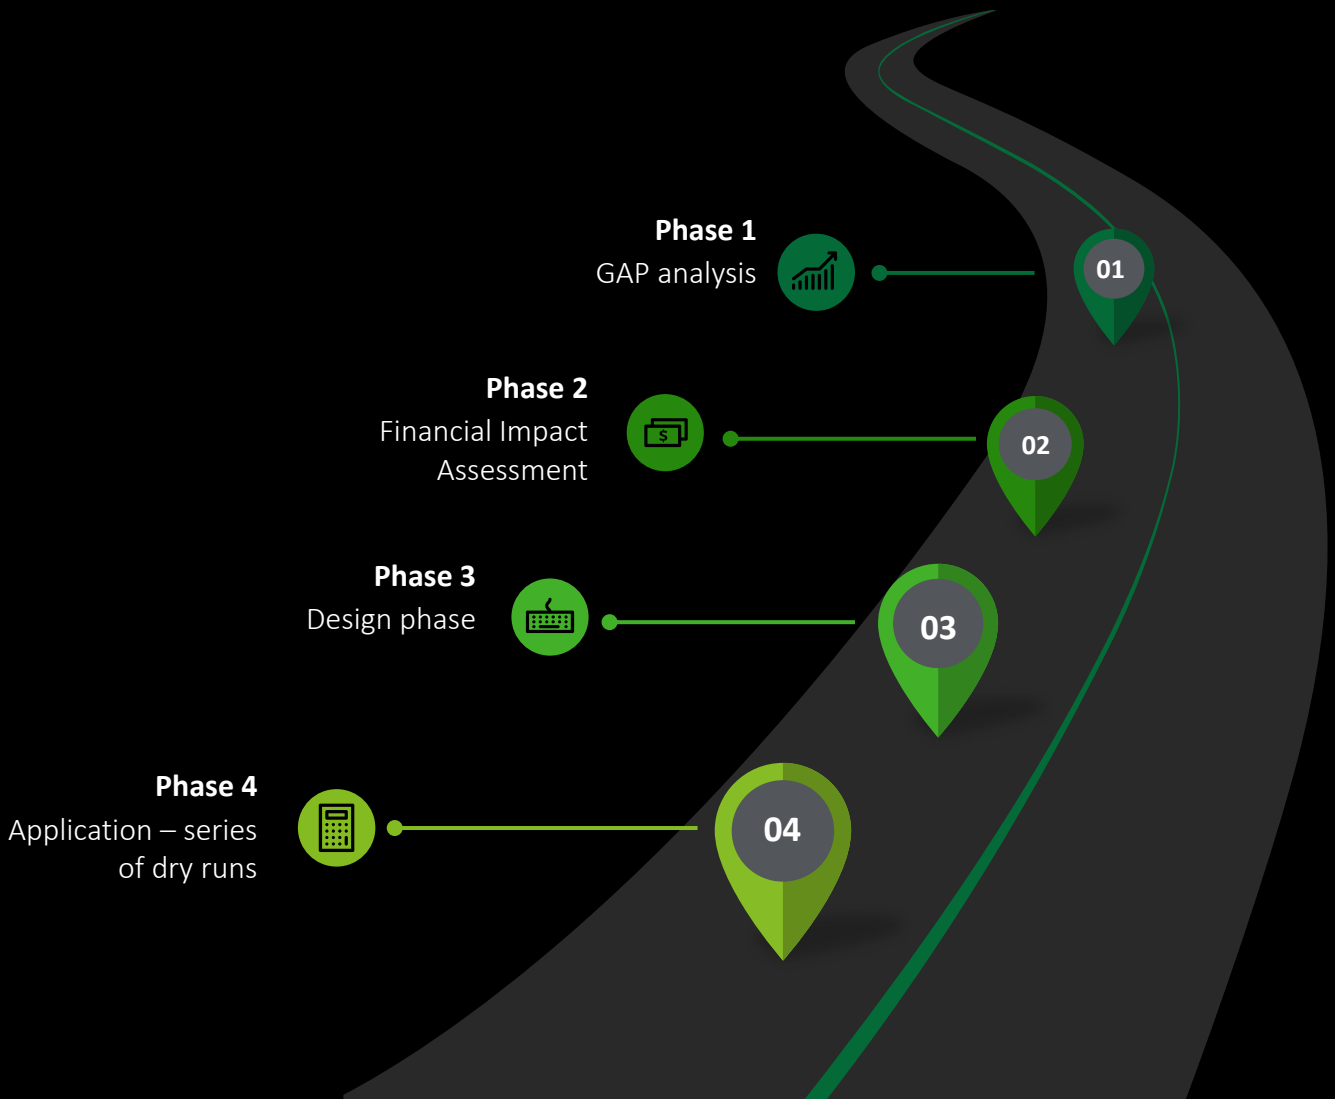 Phase 1
GAP analysis
01
Phase 2
Financial Impact
Assessment
$
02
Phase 3
Design phase
03
Phase 4
Application – series
of dry runs
04